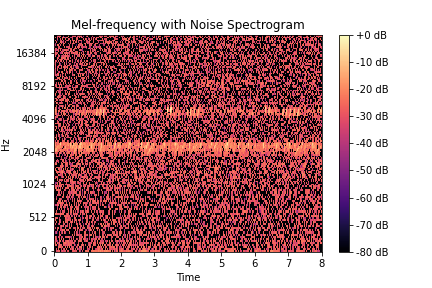 Mel-frequency with Noise Spectrogram
+0 dB
16384
-10 dB
8192
-20 dB
-30 dB
4096
Hz
-40 dB
2048
-50 dB
1024
-60 dB
512
-70 dB
0
-80 dB
0 1 2 3 4 5 6 7 8
Time